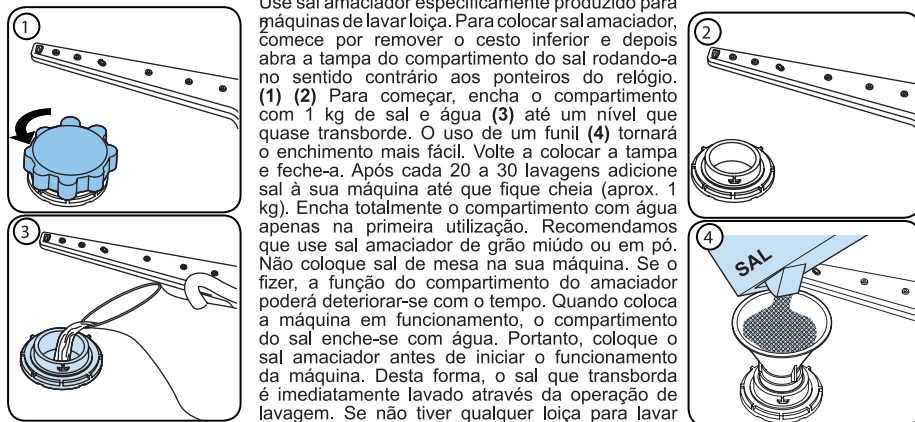 1
Use sal amaciador especificamente produzido para
2
máquinas de lavar loiça. Para colocar sal amaciador,
comece por remover o cesto inferior e depois
abra a tampa do compartimento do sal rodando-a
no sentido contrário aos ponteiros do relógio.
(1) (2) Para começar, encha o compartimento
com 1 kg de sal e água (3) até um nível que
quase transborde. O uso de um funil (4) tornará
o enchimento mais fácil. Volte a colocar a tampa
e feche-a. Após cada 20 a 30 lavagens adicione
sal à sua máquina até que fique cheia (aprox. 1
kg). Encha totalmente o compartimento com água
apenas na primeira utilização. Recomendamos
que use sal amaciador de grão miúdo ou em pó.
Não coloque sal de mesa na sua máquina. Se o
fizer, a função do compartimento do amaciador
poderá deteriorar-se com o tempo. Quando coloca
a máquina em funcionamento, o compartimento
do sal enche-se com água. Portanto, coloque o
sal amaciador antes de iniciar o funcionamento
da máquina. Desta forma, o sal que transborda
é imediatamente lavado através da operação de
lavagem. Se não tiver qualquer loiça para lavar
2
3
4
SAL